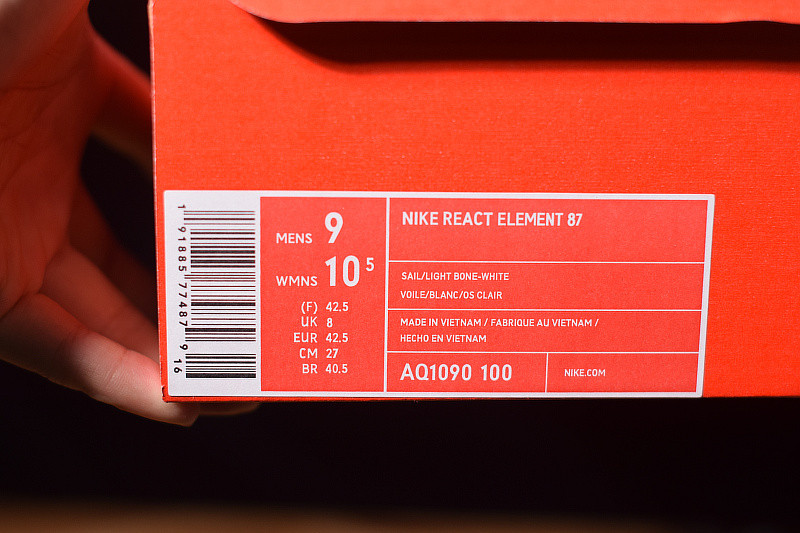 1 91885 77487 9 16
MENS 9
WMNS 10 5
(F) 42.5
UK 8
EUR 42.5
CM 27
BR 40.5
NIKE REACT ELEMENT 87
SAIL/LIGHT BONE-WHITE
VOILE/BLANC/OS CLAIR
MADE IN VIETNAM / FABRIQUE AU VIETNAM /
HECHO EN VIETNAM
AQ1090 100
NIKE.COM